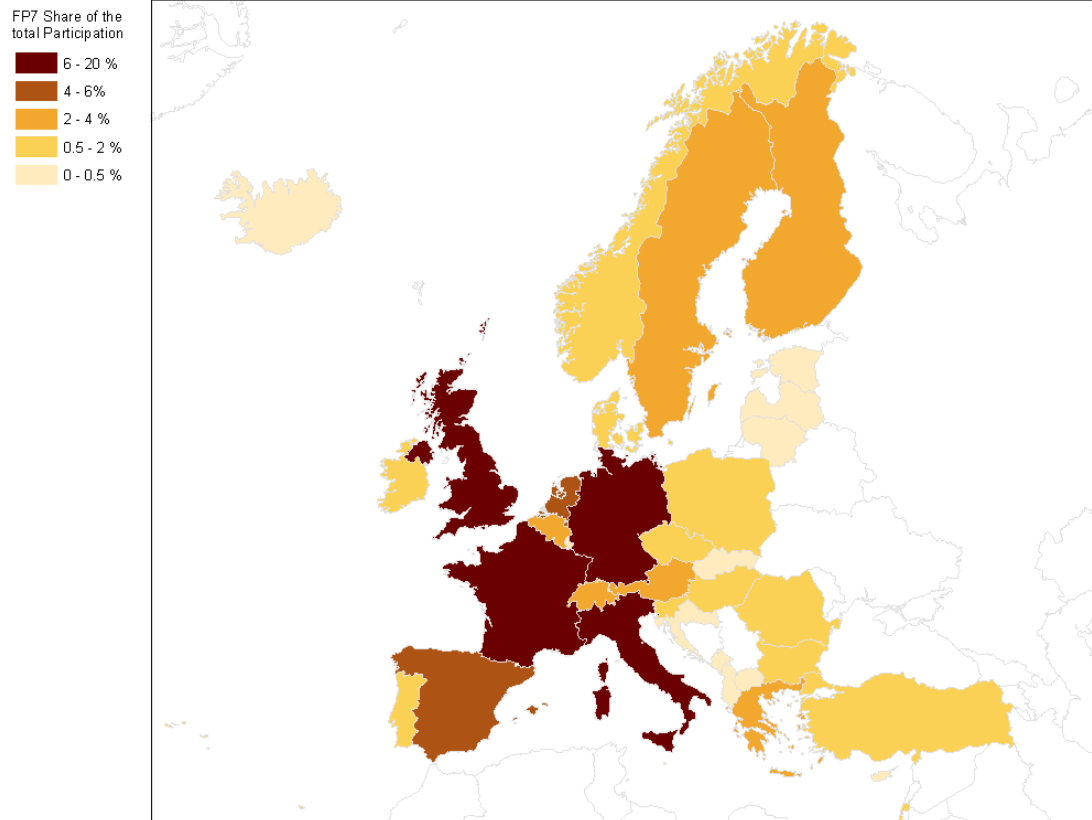 FP7 Share of the
total Participation
6 - 20 %
4 - 6%
2 - 4 %
0.5 - 2 %
0 - 0.5 %